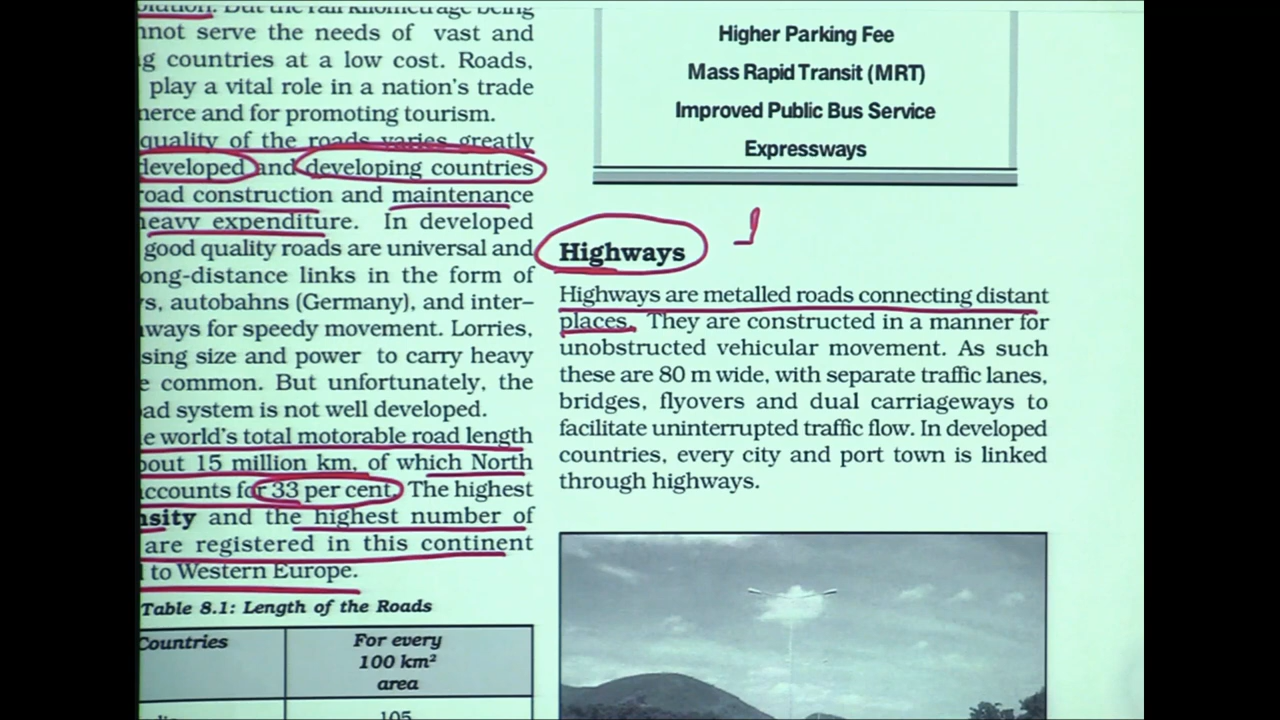 But the rail kilometrage being
nnot serve the needs of vast and
g countries at a low cost. Roads,
play a vital role in a nation's trade
nerce and for promoting tourism.
quality of the roads varies greatly
developed and developing countries
road construction and maintenance
heavy expenditure. In developed
good quality roads are universal and
ong-distance links in the form of
s, autobahns (Germany), and inter–
ways for speedy movement. Lorries,
sing size and power to carry heavy
e common. But unfortunately, the
ad system is not well developed.
e world's total motorable road length
bout 15 million km, of which North
accounts for 33 per cent. The highest
nsity and the highest number of
are registered in this continent
to Western Europe.
Table 8.1: Length of the Roads
Countries
For every
100 km²
area
105
Higher Parking Fee
Mass Rapid Transit (MRT)
Improved Public Bus Service
Expressways
Highways
Highways are metalled roads connecting distant
places. They are constructed in a manner for
unobstructed vehicular movement. As such
these are 80 m wide, with separate traffic lanes,
bridges, flyovers and dual carriageways to
facilitate uninterrupted traffic flow. In developed
countries, every city and port town is linked
through highways.